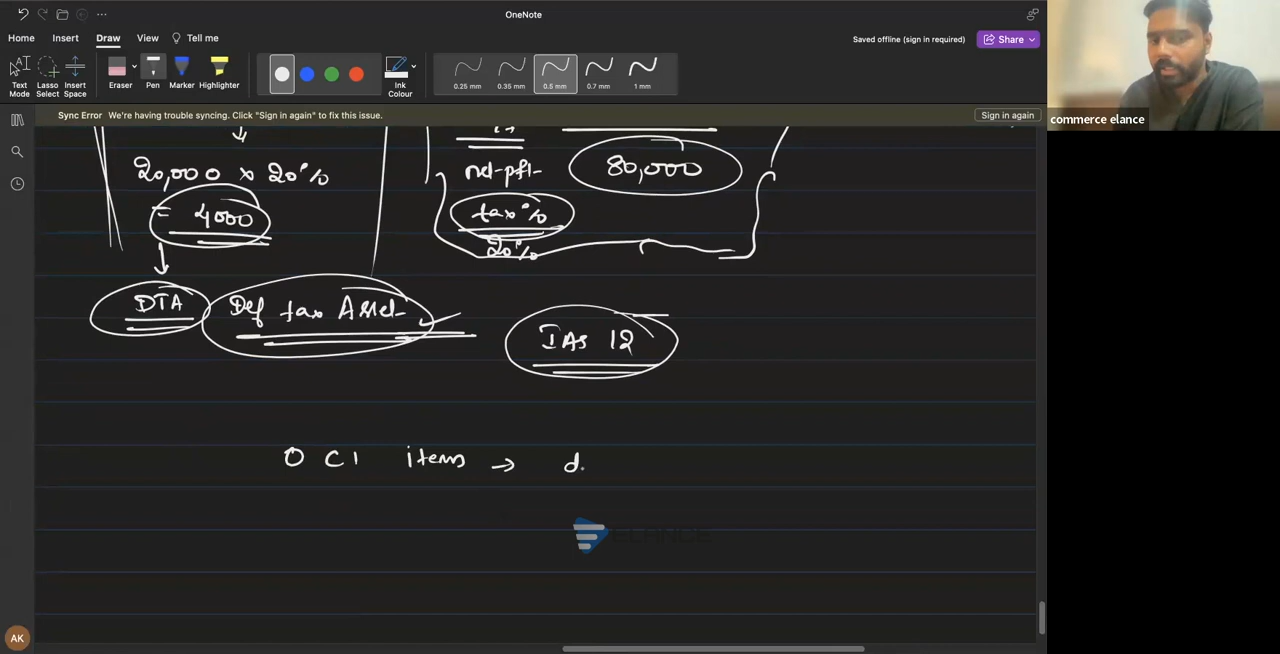 OneNote
Home Insert Draw View Tell me
Saved offline (sign in required) Share
Text Mode
Lasso Select
Insert Space
Eraser
Pen
Marker
Highlighter
Ink Colour
0.25 mm 0.35 mm 0.5 mm 0.7 mm 1 mm
Sync Error We're having trouble syncing. Click "Sign in again" to fix this issue. Sign in again
commerce elance
20,000 x 20%
= 4000
80,000
tax %
20%
DTA Def tax Asset
IAS 12
OCI items → d
ELANCE
AK